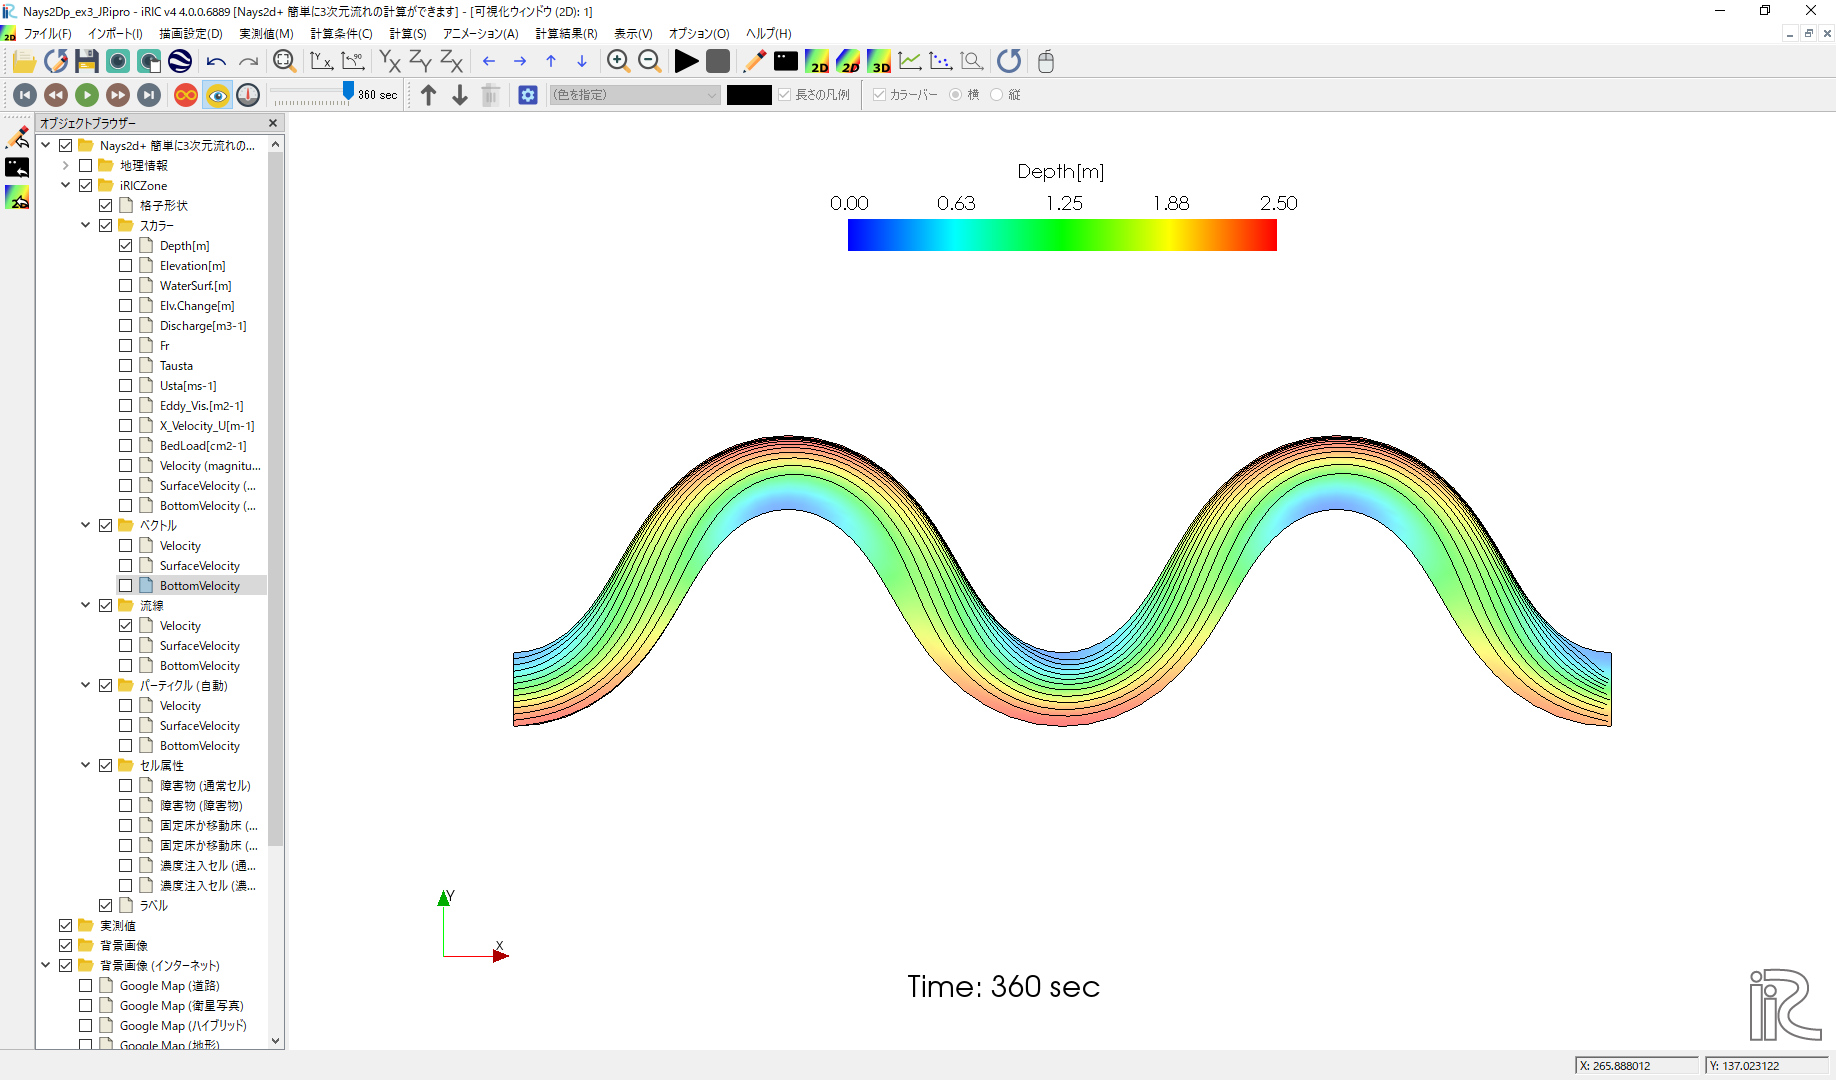 Nays2Dp_ex3_JP.ipro - iRIC v4 4.0.0.6889 [Nays2d+ 簡単に3次元流れの計算ができます] - [可視化ウィンドウ (2D): 1]
ファイル(F) インポート(I) 描画設定(D) 実測値(M) 計算条件(C) 計算(S) アニメーション(A) 計算結果(R) 表示(V) オプション(O) ヘルプ(H)
360 sec (色を指定) 長さの凡例 カラーバー 横 縦
オブジェクトブラウザー
Nays2d+ 簡単に3次元流れの...
地理情報
iRICZone
格子形状
スカラー
Depth[m]
Elevation[m]
WaterSurf.[m]
Elv.Change[m]
Discharge[m3-1]
Fr
Tausta
Usta[ms-1]
Eddy_Vis.[m2-1]
X_Velocity_U[m-1]
BedLoad[cm2-1]
Velocity (magnitu...
SurfaceVelocity (...
BottomVelocity (...
ベクトル
Velocity
SurfaceVelocity
BottomVelocity
流線
Velocity
SurfaceVelocity
BottomVelocity
パーティクル (自動)
Velocity
SurfaceVelocity
BottomVelocity
セル属性
障害物 (通常セル)
障害物 (障害物)
固定床か移動床 (...
固定床か移動床 (...
濃度注入セル (通...
濃度注入セル (濃...
ラベル
実測値
背景画像
背景画像 (インターネット)
Google Map (道路)
Google Map (衛星写真)
Google Map (ハイブリッド)
Google Map (地形)
Depth[m]
0.00 0.63 1.25 1.88 2.50
Y
X
Time: 360 sec
iRIC
X: 265.888012 Y: 137.023122